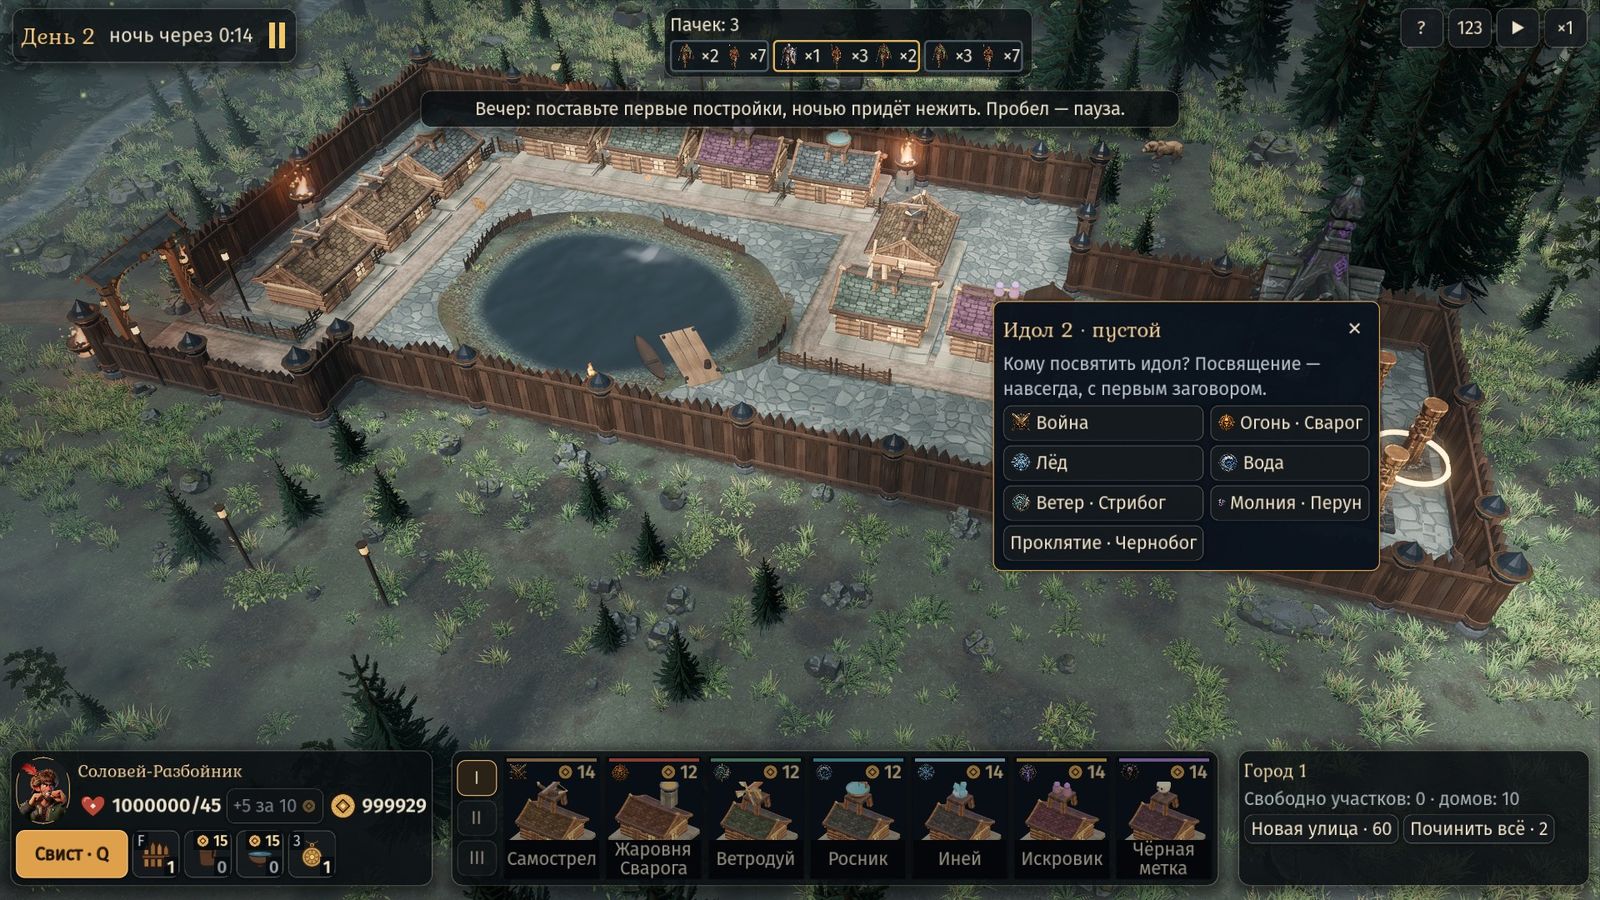 День 2 ночь через 0:14
Пачек: 3
×2 ×7 ×1 ×3 ×2 ×3 ×7
? 123 ×1
Вечер: поставьте первые постройки, ночью придёт нежить. Пробел — пауза.
Идол 2 · пустой ×
Кому посвятить идол? Посвящение —
навсегда, с первым заговором.
Война Огонь · Сварог
Лёд Вода
Ветер · Стрибог Молния · Перун
Проклятие · Чернобог
Соловей-Разбойник
1000000/45 +5 за 10 999929
Свист · Q F 1 15 0 15 0 3 1
I
II
III
14 12 12 12 14 14 14
Самострел
Жаровня
Сварога
Ветродуй
Росник
Иней
Искровик
Чёрная
метка
Город 1
Свободно участков: 0 · домов: 10
Новая улица · 60 Починить всё · 2